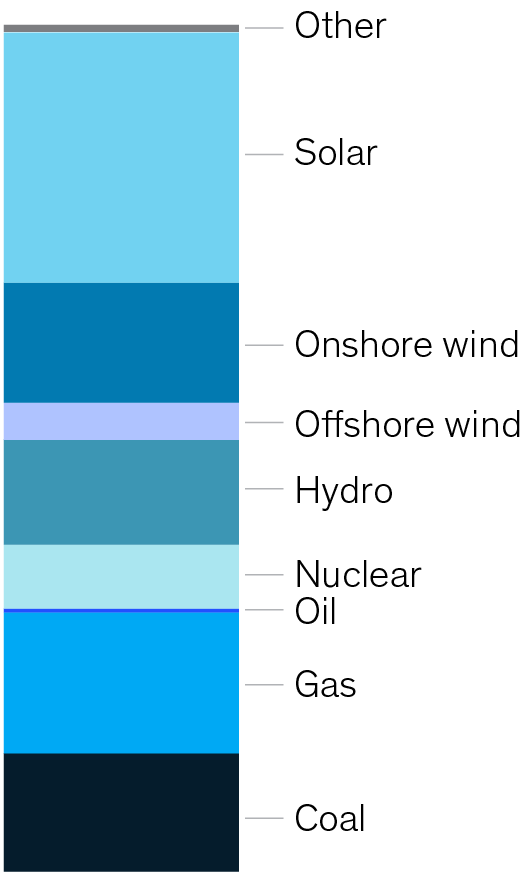 Other
Solar
Onshore wind
Offshore wind
Hydro
Nuclear
Oil
Gas
Coal